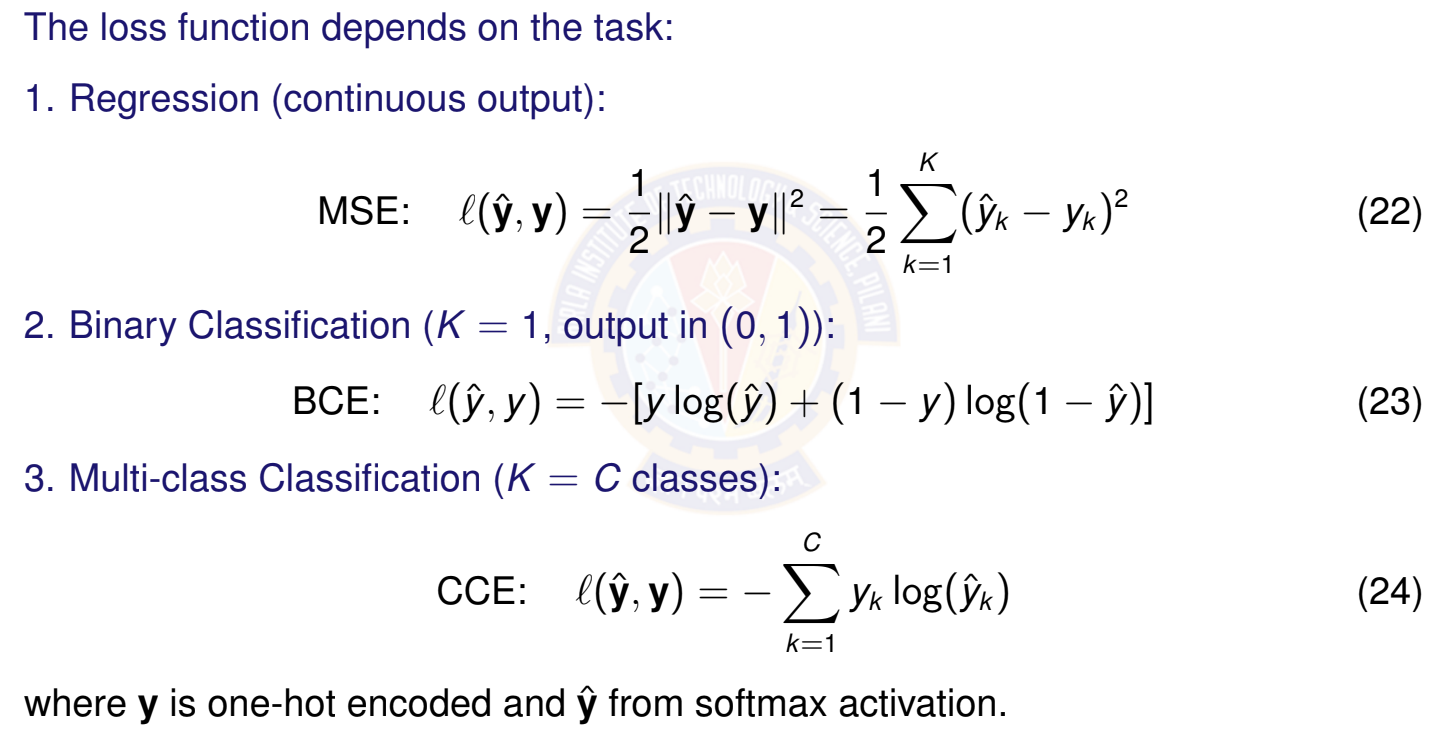 The loss function depends on the task:
1. Regression (continuous output):
MSE: ℓ(ŷ, y) = 1/2 ‖ŷ − y‖² = 1/2 ∑_{k=1}^{K} (ŷ_k − y_k)² (22)
2. Binary Classification (K = 1, output in (0, 1)):
BCE: ℓ(ŷ, y) = −[y log(ŷ) + (1 − y) log(1 − ŷ)] (23)
3. Multi-class Classification (K = C classes):
CCE: ℓ(ŷ, y) = − ∑_{k=1}^{C} y_k log(ŷ_k) (24)
where y is one-hot encoded and ŷ from softmax activation.